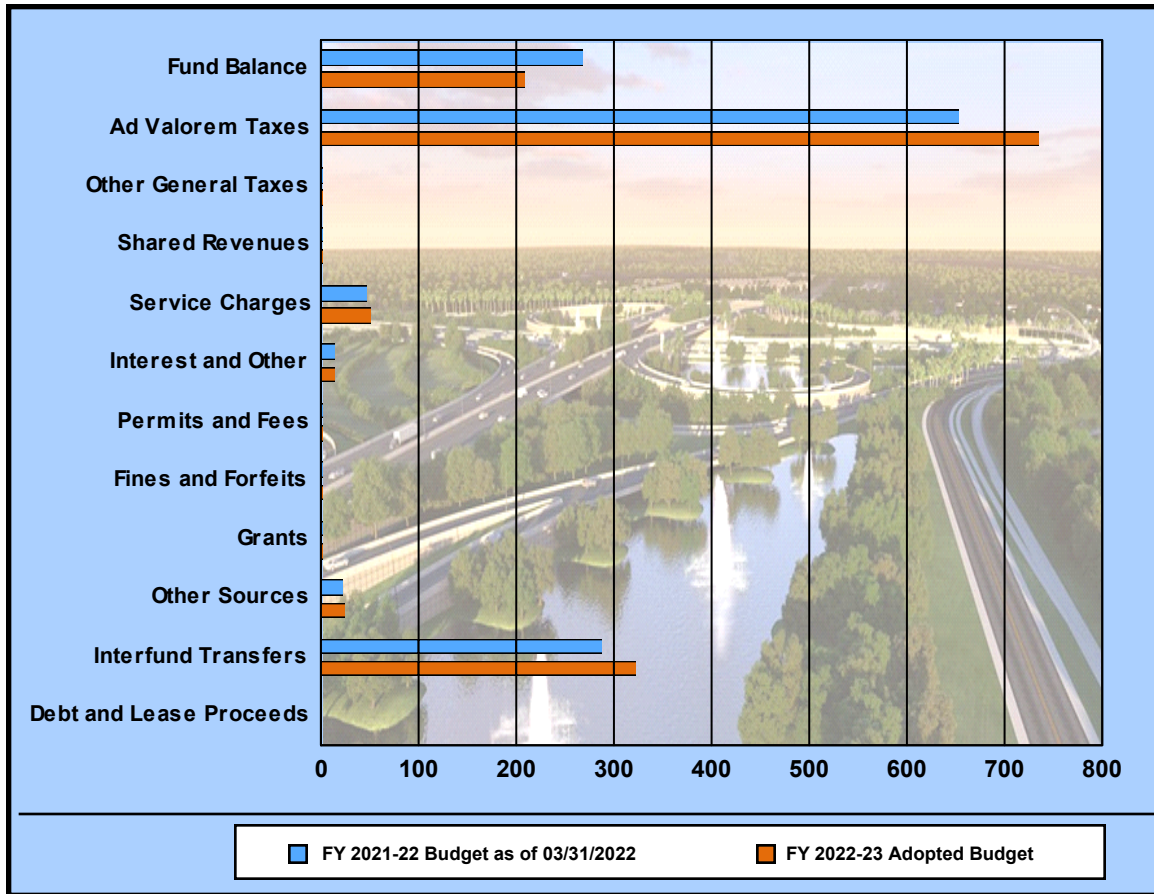 Fund Balance
Ad Valorem Taxes
Other General Taxes
Shared Revenues
Service Charges
Interest and Other
Permits and Fees
Fines and Forfeits
Grants
Other Sources
Interfund Transfers
Debt and Lease Proceeds
0 100 200 300 400 500 600 700 800
FY 2021-22 Budget as of 03/31/2022 FY 2022-23 Adopted Budget